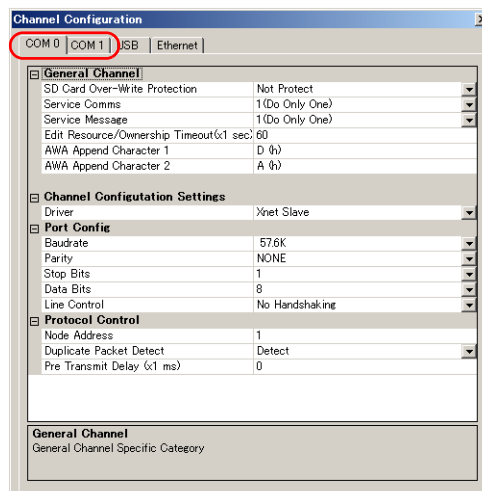 Channel Configuration
COM 0 COM 1 USB Ethernet
General Channel
SD Card Over-Write Protection Not Protect
Service Comms 1(Do Only One)
Service Message 1(Do Only One)
Edit Resource/Ownership Timeout(x1 sec) 60
AWA Append Character 1 D (h)
AWA Append Character 2 A (h)
Channel Configutation Settings
Driver Xnet Slave
Port Config
Baudrate 57.6K
Parity NONE
Stop Bits 1
Data Bits 8
Line Control No Handshaking
Protocol Control
Node Address 1
Duplicate Packet Detect Detect
Pre Transmit Delay (x1 ms) 0
General Channel
General Channel Specific Category